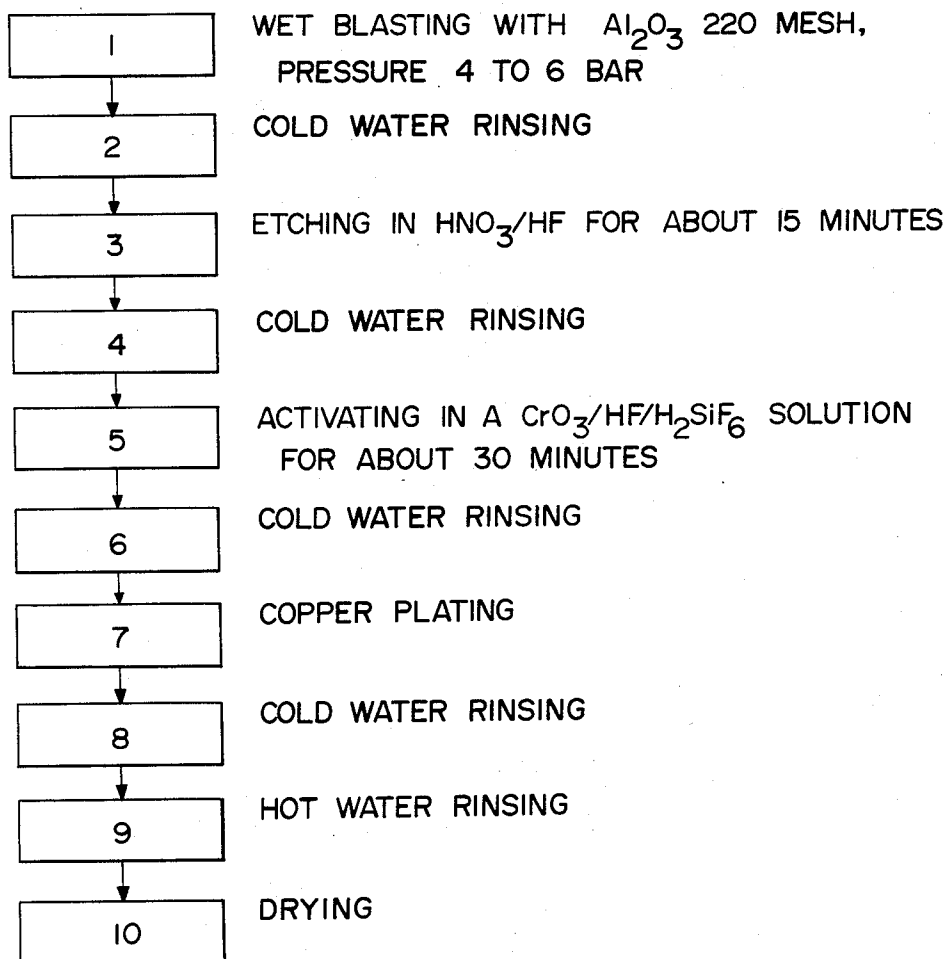 1
WET BLASTING WITH Al₂O₃ 220 MESH,
PRESSURE 4 TO 6 BAR
2
COLD WATER RINSING
3
ETCHING IN HNO₃/HF FOR ABOUT 15 MINUTES
4
COLD WATER RINSING
5
ACTIVATING IN A CrO₃/HF/H₂SiF₆ SOLUTION
FOR ABOUT 30 MINUTES
6
COLD WATER RINSING
7
COPPER PLATING
8
COLD WATER RINSING
9
HOT WATER RINSING
10
DRYING